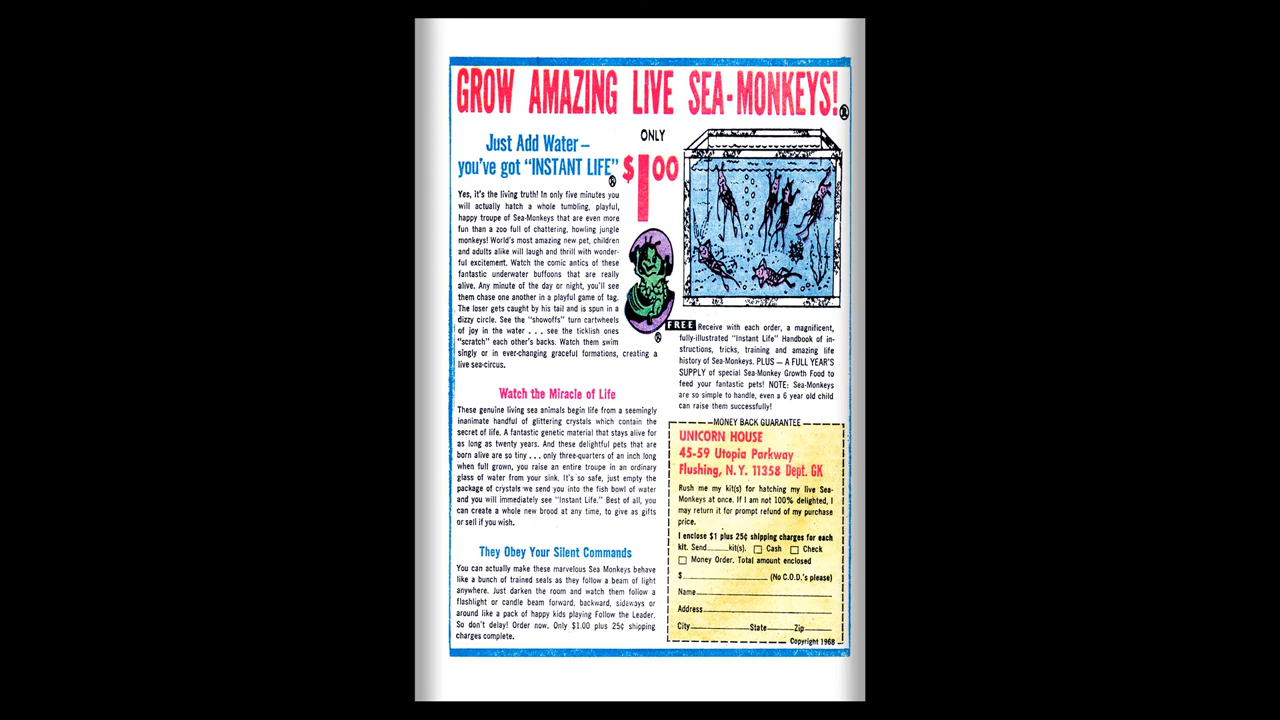 GROW AMAZING LIVE SEA-MONKEYS!®
Just Add Water –
you've got "INSTANT LIFE"®
ONLY
$1.00
Yes, it's the living truth! In only five minutes you
will actually hatch a whole tumbling, playful,
happy troupe of Sea-Monkeys that are even more
fun than a zoo full of chattering, howling jungle
monkeys! World's most amazing new pet, children
and adults alike will laugh and thrill with wonder-
ful excitement. Watch the comic antics of these
fantastic underwater buffoons that are really
alive. Any minute of the day or night, you'll see
them chase one another in a playful game of tag.
The loser gets caught by his tail and is spun in a
dizzy circle. See the "showoffs" turn cartwheels
of joy in the water . . . see the ticklish ones
"scratch" each other's backs. Watch them swim
singly or in ever-changing graceful formations, creating a
live sea-circus.
®
Watch the Miracle of Life
These genuine living sea animals begin life from a seemingly
inanimate handful of glittering crystals which contain the
secret of life. A fantastic genetic material that stays alive for
as long as twenty years. And these delightful pets that are
born alive are so tiny . . . only three-quarters of an inch long
when full grown, you raise an entire troupe in an ordinary
glass of water from your sink. It's so safe, just empty the
package of crystals we send you into the fish bowl of water
and you will immediately see "Instant Life." Best of all, you
can create a whole new brood at any time, to give as gifts
or sell if you wish.
They Obey Your Silent Commands
You can actually make these marvelous Sea Monkeys behave
like a bunch of trained seals as they follow a beam of light
anywhere. Just darken the room and watch them follow a
flashlight or candle beam forward, backward, sideways or
around like a pack of happy kids playing Follow the Leader.
So don't delay! Order now. Only $1.00 plus 25¢ shipping
charges complete.
FREE Receive with each order, a magnificent,
fully-illustrated "Instant Life" Handbook of in-
structions, tricks, training and amazing life
history of Sea-Monkeys. PLUS — A FULL YEAR'S
SUPPLY of special Sea-Monkey Growth Food to
feed your fantastic pets! NOTE: Sea-Monkeys
are so simple to handle, even a 6 year old child
can raise them successfully!
MONEY BACK GUARANTEE
UNICORN HOUSE
45-59 Utopia Parkway
Flushing, N.Y. 11358 Dept. GK
Rush me my kit(s) for hatching my live Sea-
Monkeys at once. If I am not 100% delighted, I
may return it for prompt refund of my purchase
price.
I enclose $1 plus 25¢ shipping charges for each
kit. Send____kit(s). □ Cash □ Check
□ Money Order. Total amount enclosed
$____ (No C.O.D.'s please)
Name____
Address____
City____State____Zip____
Copyright 1968